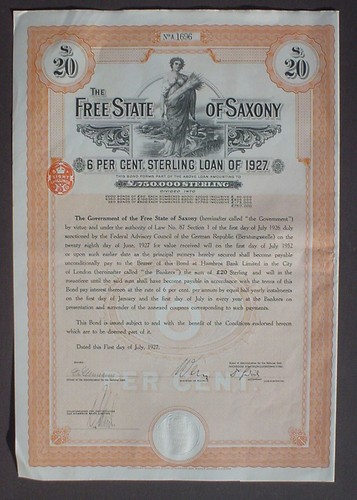 No A 1696
£
20
£
20
THE
FREE STATE OF SAXONY
6 PER CENT. STERLING LOAN OF 1927.
THIS BOND FORMS PART OF THE ABOVE LOAN AMOUNTING TO
£750.000 STERLING
DIVIDED INTO
The Government of the Free State of Saxony (hereinafter called "the Government")
by virtue and under the authority of Law No. 87 Section 1 of the first day of July 1926 duly
sanctioned by the Federal Advisory Council of the German Republic (Beratungsstelle) on the
twenty eighth day of June, 1927 for value received will on the first day of July 1952
or upon such earlier date as the principal moneys hereby secured shall become payable
unconditionally pay to the Bearer of this Bond at Hambros Bank Limited in the City
of London (hereinafter called "the Bankers") the sum of £20 Sterling and will in the
meantime until the said sum shall have become payable in accordance with the terms of this
Bond pay interest thereon at the rate of 6 per cent. per annum by equal half-yearly instalments
on the first day of January and the first day of July in every year at the Bankers on
presentation and surrender of the annexed coupons corresponding to such payments.
This Bond is issued subject to and with the benefit of the Conditions endorsed hereon
which are to be deemed part of it.
Dated this First day of July, 1927.
PER CENT.